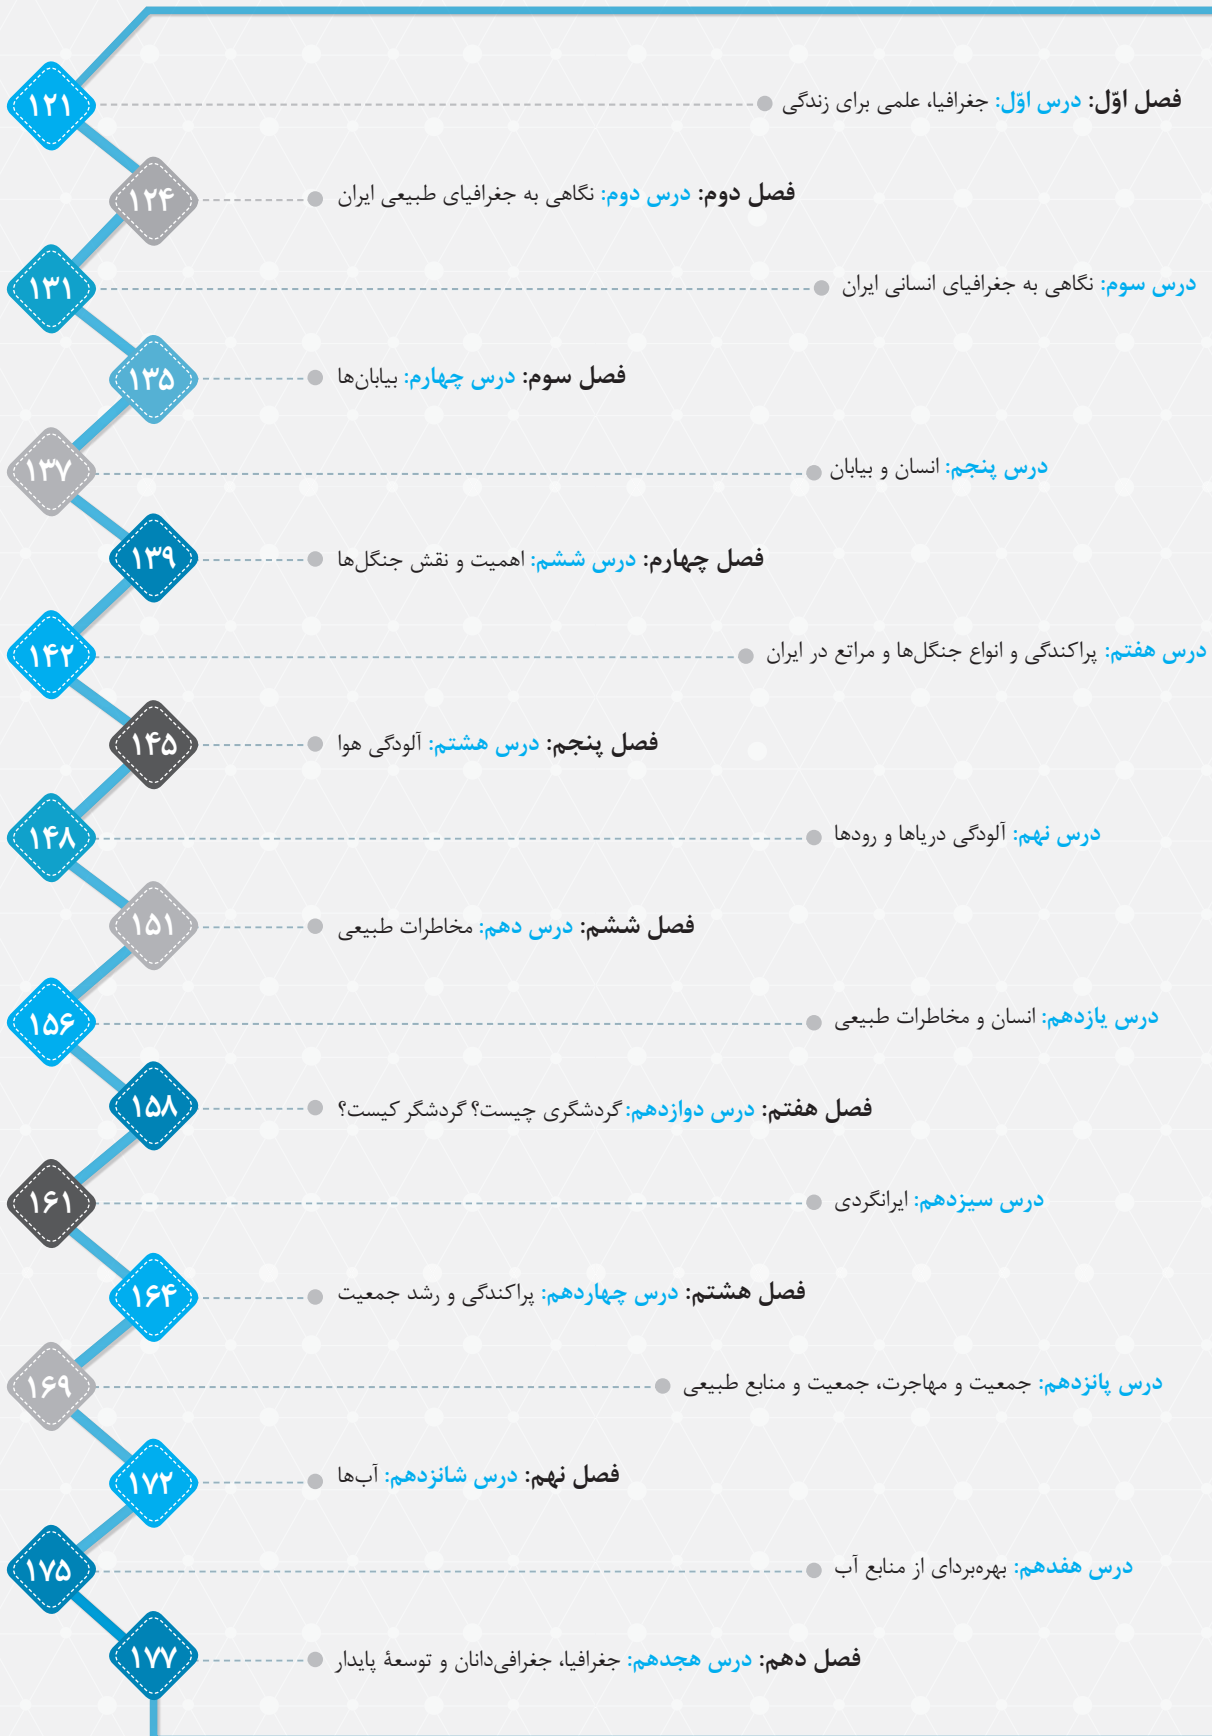 فصل اوّل: درس اوّل: جغرافیا، علمی برای زندگی ۱۲۱
فصل دوم: درس دوم: نگاهی به جغرافیای طبیعی ایران ۱۲۴
درس سوم: نگاهی به جغرافیای انسانی ایران ۱۳۱
فصل سوم: درس چهارم: بیابان‌ها ۱۳۵
درس پنجم: انسان و بیابان ۱۳۷
فصل چهارم: درس ششم: اهمیت و نقش جنگل‌ها ۱۳۹
درس هفتم: پراکندگی و انواع جنگل‌ها و مراتع در ایران ۱۴۲
فصل پنجم: درس هشتم: آلودگی هوا ۱۴۵
درس نهم: آلودگی دریاها و رودها ۱۴۸
فصل ششم: درس دهم: مخاطرات طبیعی ۱۵۱
درس یازدهم: انسان و مخاطرات طبیعی ۱۵۶
فصل هفتم: درس دوازدهم: گردشگری چیست؟ گردشگر کیست؟ ۱۵۸
درس سیزدهم: ایرانگردی ۱۶۱
فصل هشتم: درس چهاردهم: پراکندگی و رشد جمعیت ۱۶۴
درس پانزدهم: جمعیت و مهاجرت، جمعیت و منابع طبیعی ۱۶۹
فصل نهم: درس شانزدهم: آب‌ها ۱۷۲
درس هفدهم: بهره‌بردای از منابع آب ۱۷۵
فصل دهم: درس هجدهم: جغرافیا، جغرافی‌دانان و توسعهٔ پایدار ۱۷۷